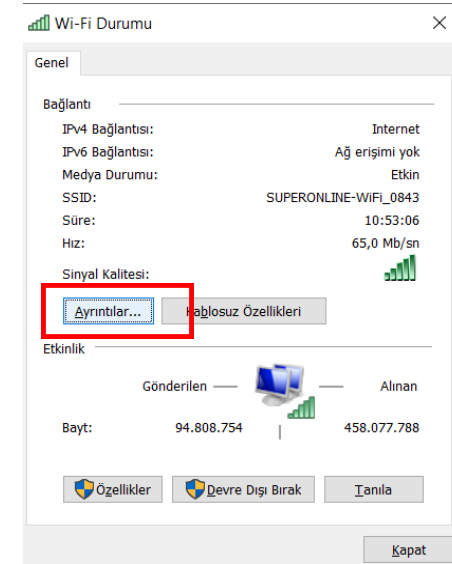 Wi-Fi Durumu
Genel
Bağlantı
IPv4 Bağlantısı: Internet
IPv6 Bağlantısı: Ağ erişimi yok
Medya Durumu: Etkin
SSID: SUPERONLINE-WiFi_0843
Süre: 10:53:06
Hız: 65,0 Mb/sn
Sinyal Kalitesi:
Ayrıntılar... Kablosuz Özellikleri
Etkinlik
Gönderilen Alınan
Bayt: 94.808.754 458.077.788
Özellikler Devre Dışı Bırak Tanıla
Kapat